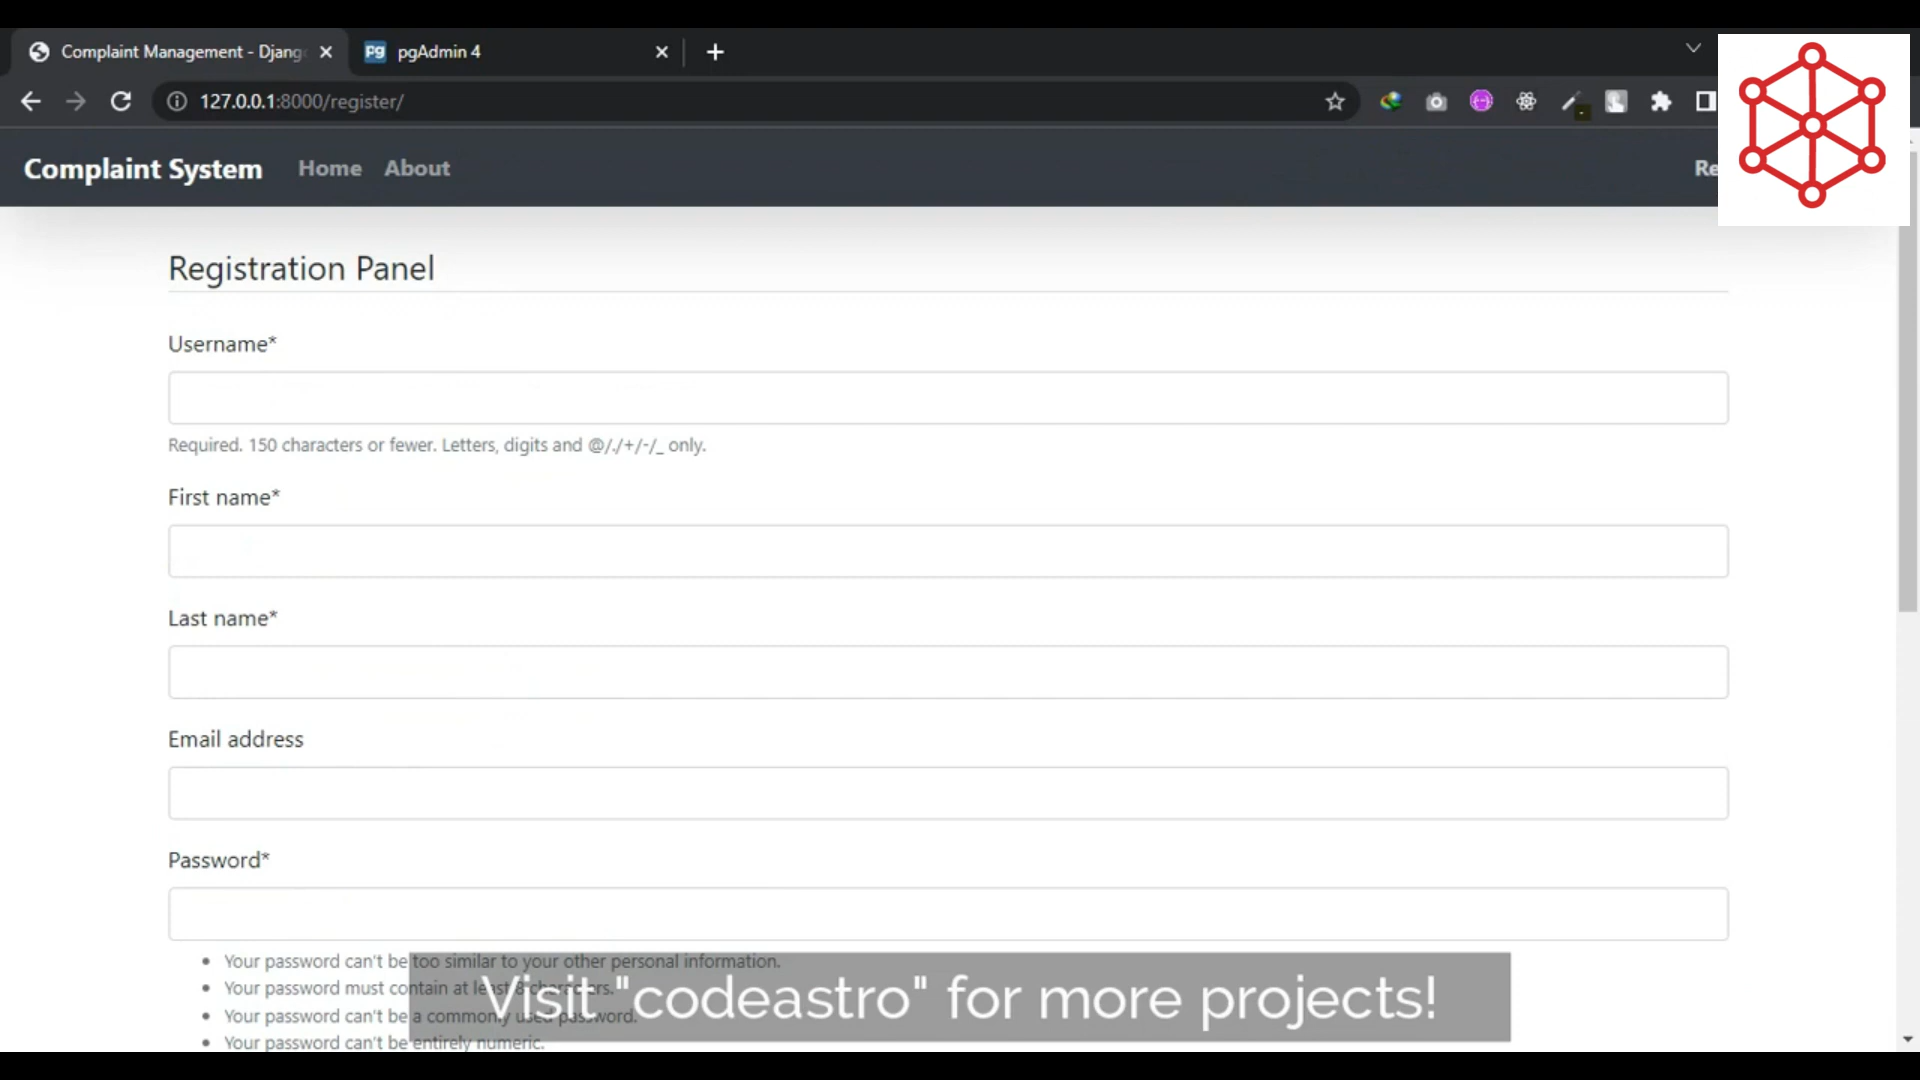 Complaint Management - Djang
pgAdmin 4
127.0.0.1:8000/register/
Complaint System Home About Re
Registration Panel
Username*
Required. 150 characters or fewer. Letters, digits and @/./+/-/_ only.
First name*
Last name*
Email address
Password*
Your password can't be too similar to your other personal information.
Your password must contain at least 8 characters.
Your password can't be a commonly used password.
Your password can't be entirely numeric.
Visit "codeastro" for more projects!